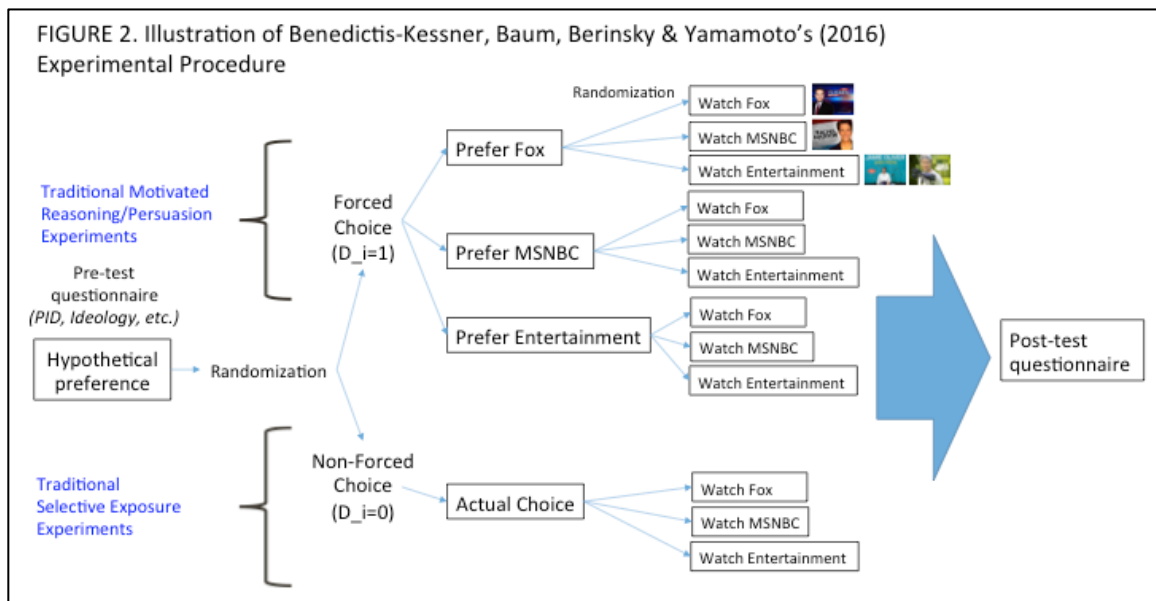 FIGURE 2. Illustration of Benedictis-Kessner, Baum, Berinsky & Yamamoto's (2016)
Experimental Procedure
Traditional Motivated
Reasoning/Persuasion
Experiments
Pre-test
questionnaire
(PID, Ideology, etc.)
Hypothetical
preference
Randomization
Forced
Choice
(D_i=1)
Prefer Fox
Randomization
Watch Fox
Watch MSNBC
Watch Entertainment
Prefer MSNBC
Watch Fox
Watch MSNBC
Watch Entertainment
Prefer Entertainment
Watch Fox
Watch MSNBC
Watch Entertainment
Traditional
Selective Exposure
Experiments
Non-Forced
Choice
(D_i=0)
Actual Choice
Watch Fox
Watch MSNBC
Watch Entertainment
Post-test
questionnaire